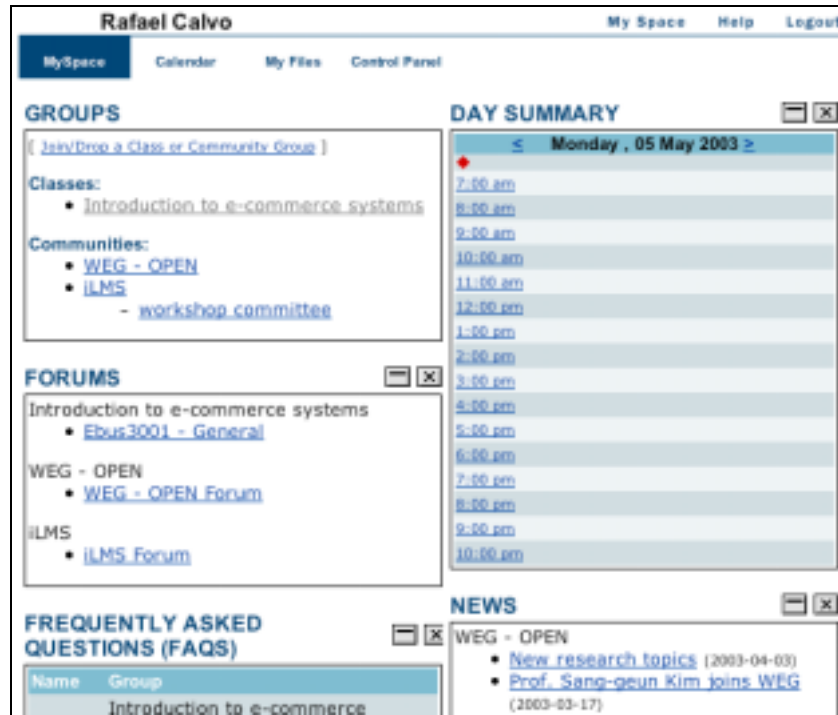 Rafael Calvo
My Space Help Logout
MySpace Calendar My Files Control Panel
GROUPS
[ Join/Drop a Class or Community Group ]
Classes:
• Introduction to e-commerce systems
Communities:
• WEG - OPEN
• iLMS
- workshop committee
FORUMS
Introduction to e-commerce systems
• Ebus3001 - General
WEG - OPEN
• WEG - OPEN Forum
iLMS
• iLMS Forum
FREQUENTLY ASKED
QUESTIONS (FAQS)
Name Group
Introduction to e-commerce
DAY SUMMARY
< Monday , 05 May 2003 >
7:00 am
8:00 am
9:00 am
10:00 am
11:00 am
12:00 pm
1:00 pm
2:00 pm
3:00 pm
4:00 pm
5:00 pm
6:00 pm
7:00 pm
8:00 pm
9:00 pm
10:00 pm
NEWS
WEG - OPEN
• New research topics (2003-04-03)
• Prof. Sang-geun Kim joins WEG
(2003-03-17)